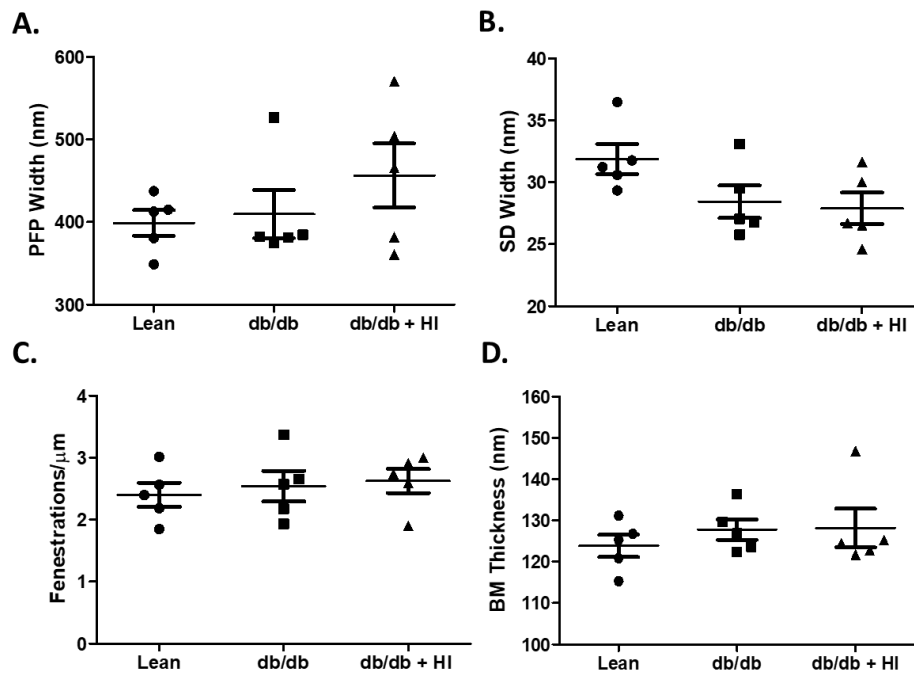 A.
PFP Width (nm)
600
500
400
300
Lean
db/db
db/db + HI
B.
SD Width (nm)
40
35
30
25
20
Lean
db/db
db/db + HI
C.
Fenestrations/μm
4
3
2
1
0
Lean
db/db
db/db + HI
D.
BM Thickness (nm)
160
150
140
130
120
110
100
Lean
db/db
db/db + HI